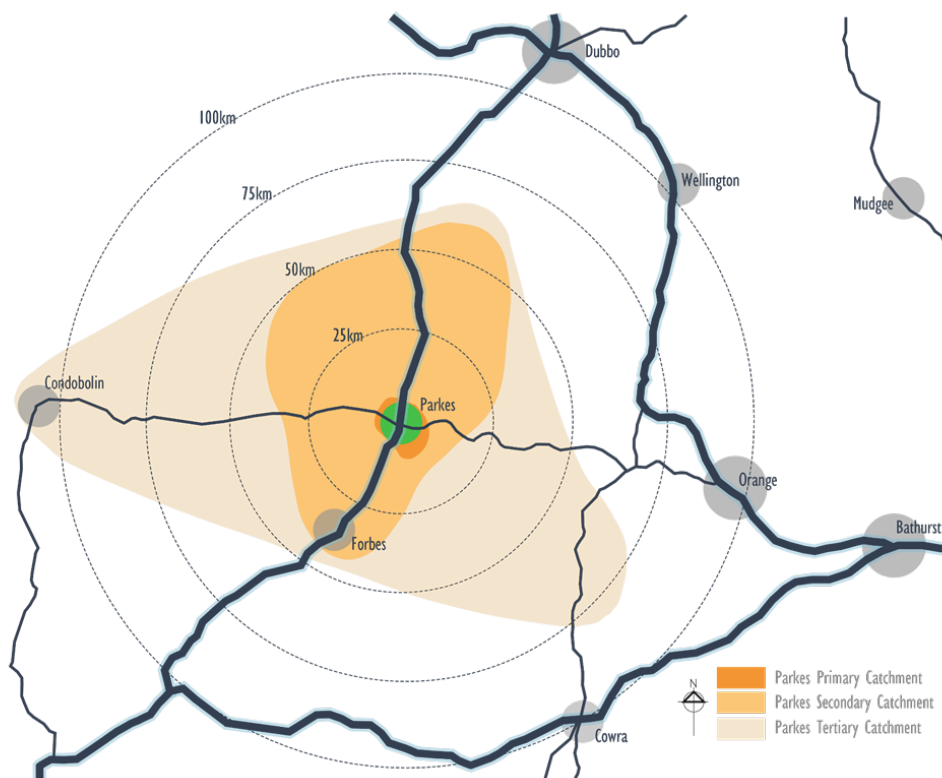 Dubbo
100km
Wellington
75km
Mudgee
50km
25km
Condobolin
Parkes
Orange
Bathurst
Forbes
Parkes Primary Catchment
N
Parkes Secondary Catchment
Parkes Tertiary Catchment
Cowra